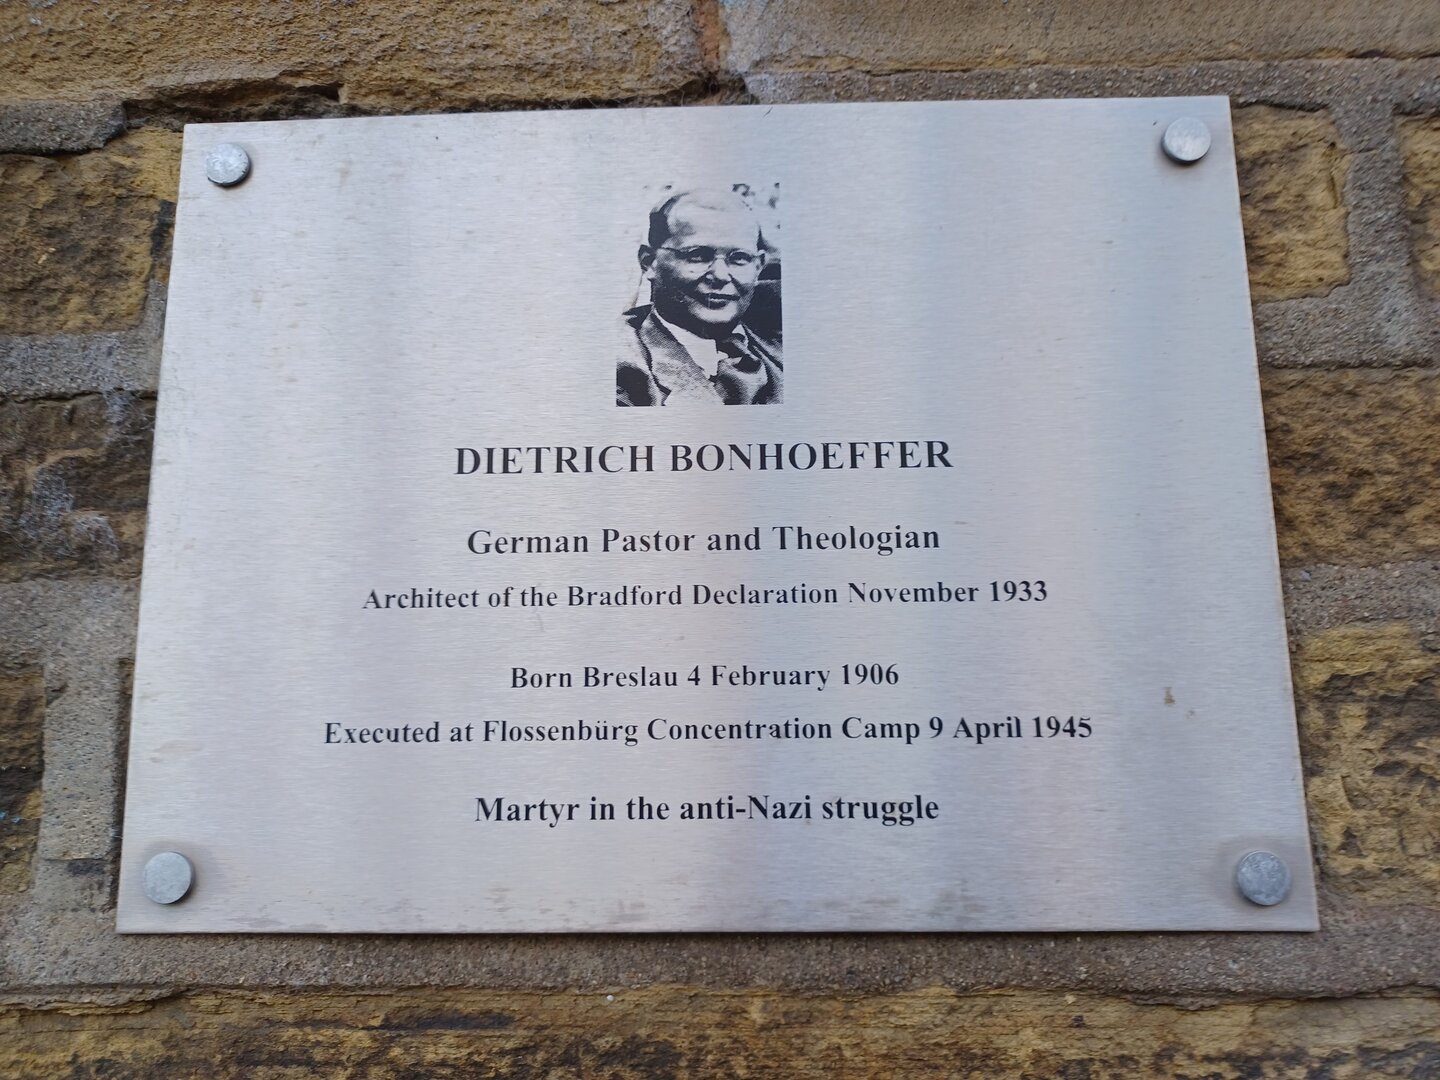 DIETRICH BONHOEFFER
German Pastor and Theologian
Architect of the Bradford Declaration November 1933
Born Breslau 4 February 1906
Executed at Flossenbürg Concentration Camp 9 April 1945
Martyr in the anti-Nazi struggle